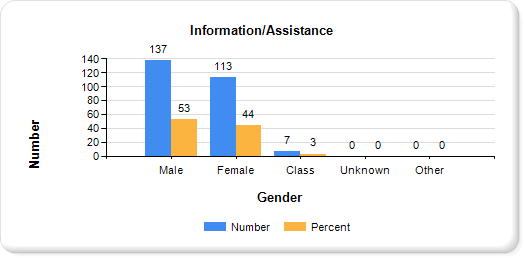 Information/Assistance
140
120
100
80
60
40
20
0
Number
137
53
113
44
7
3
0
0
0
0
Male
Female
Class
Unknown
Other
Gender
Number
Percent